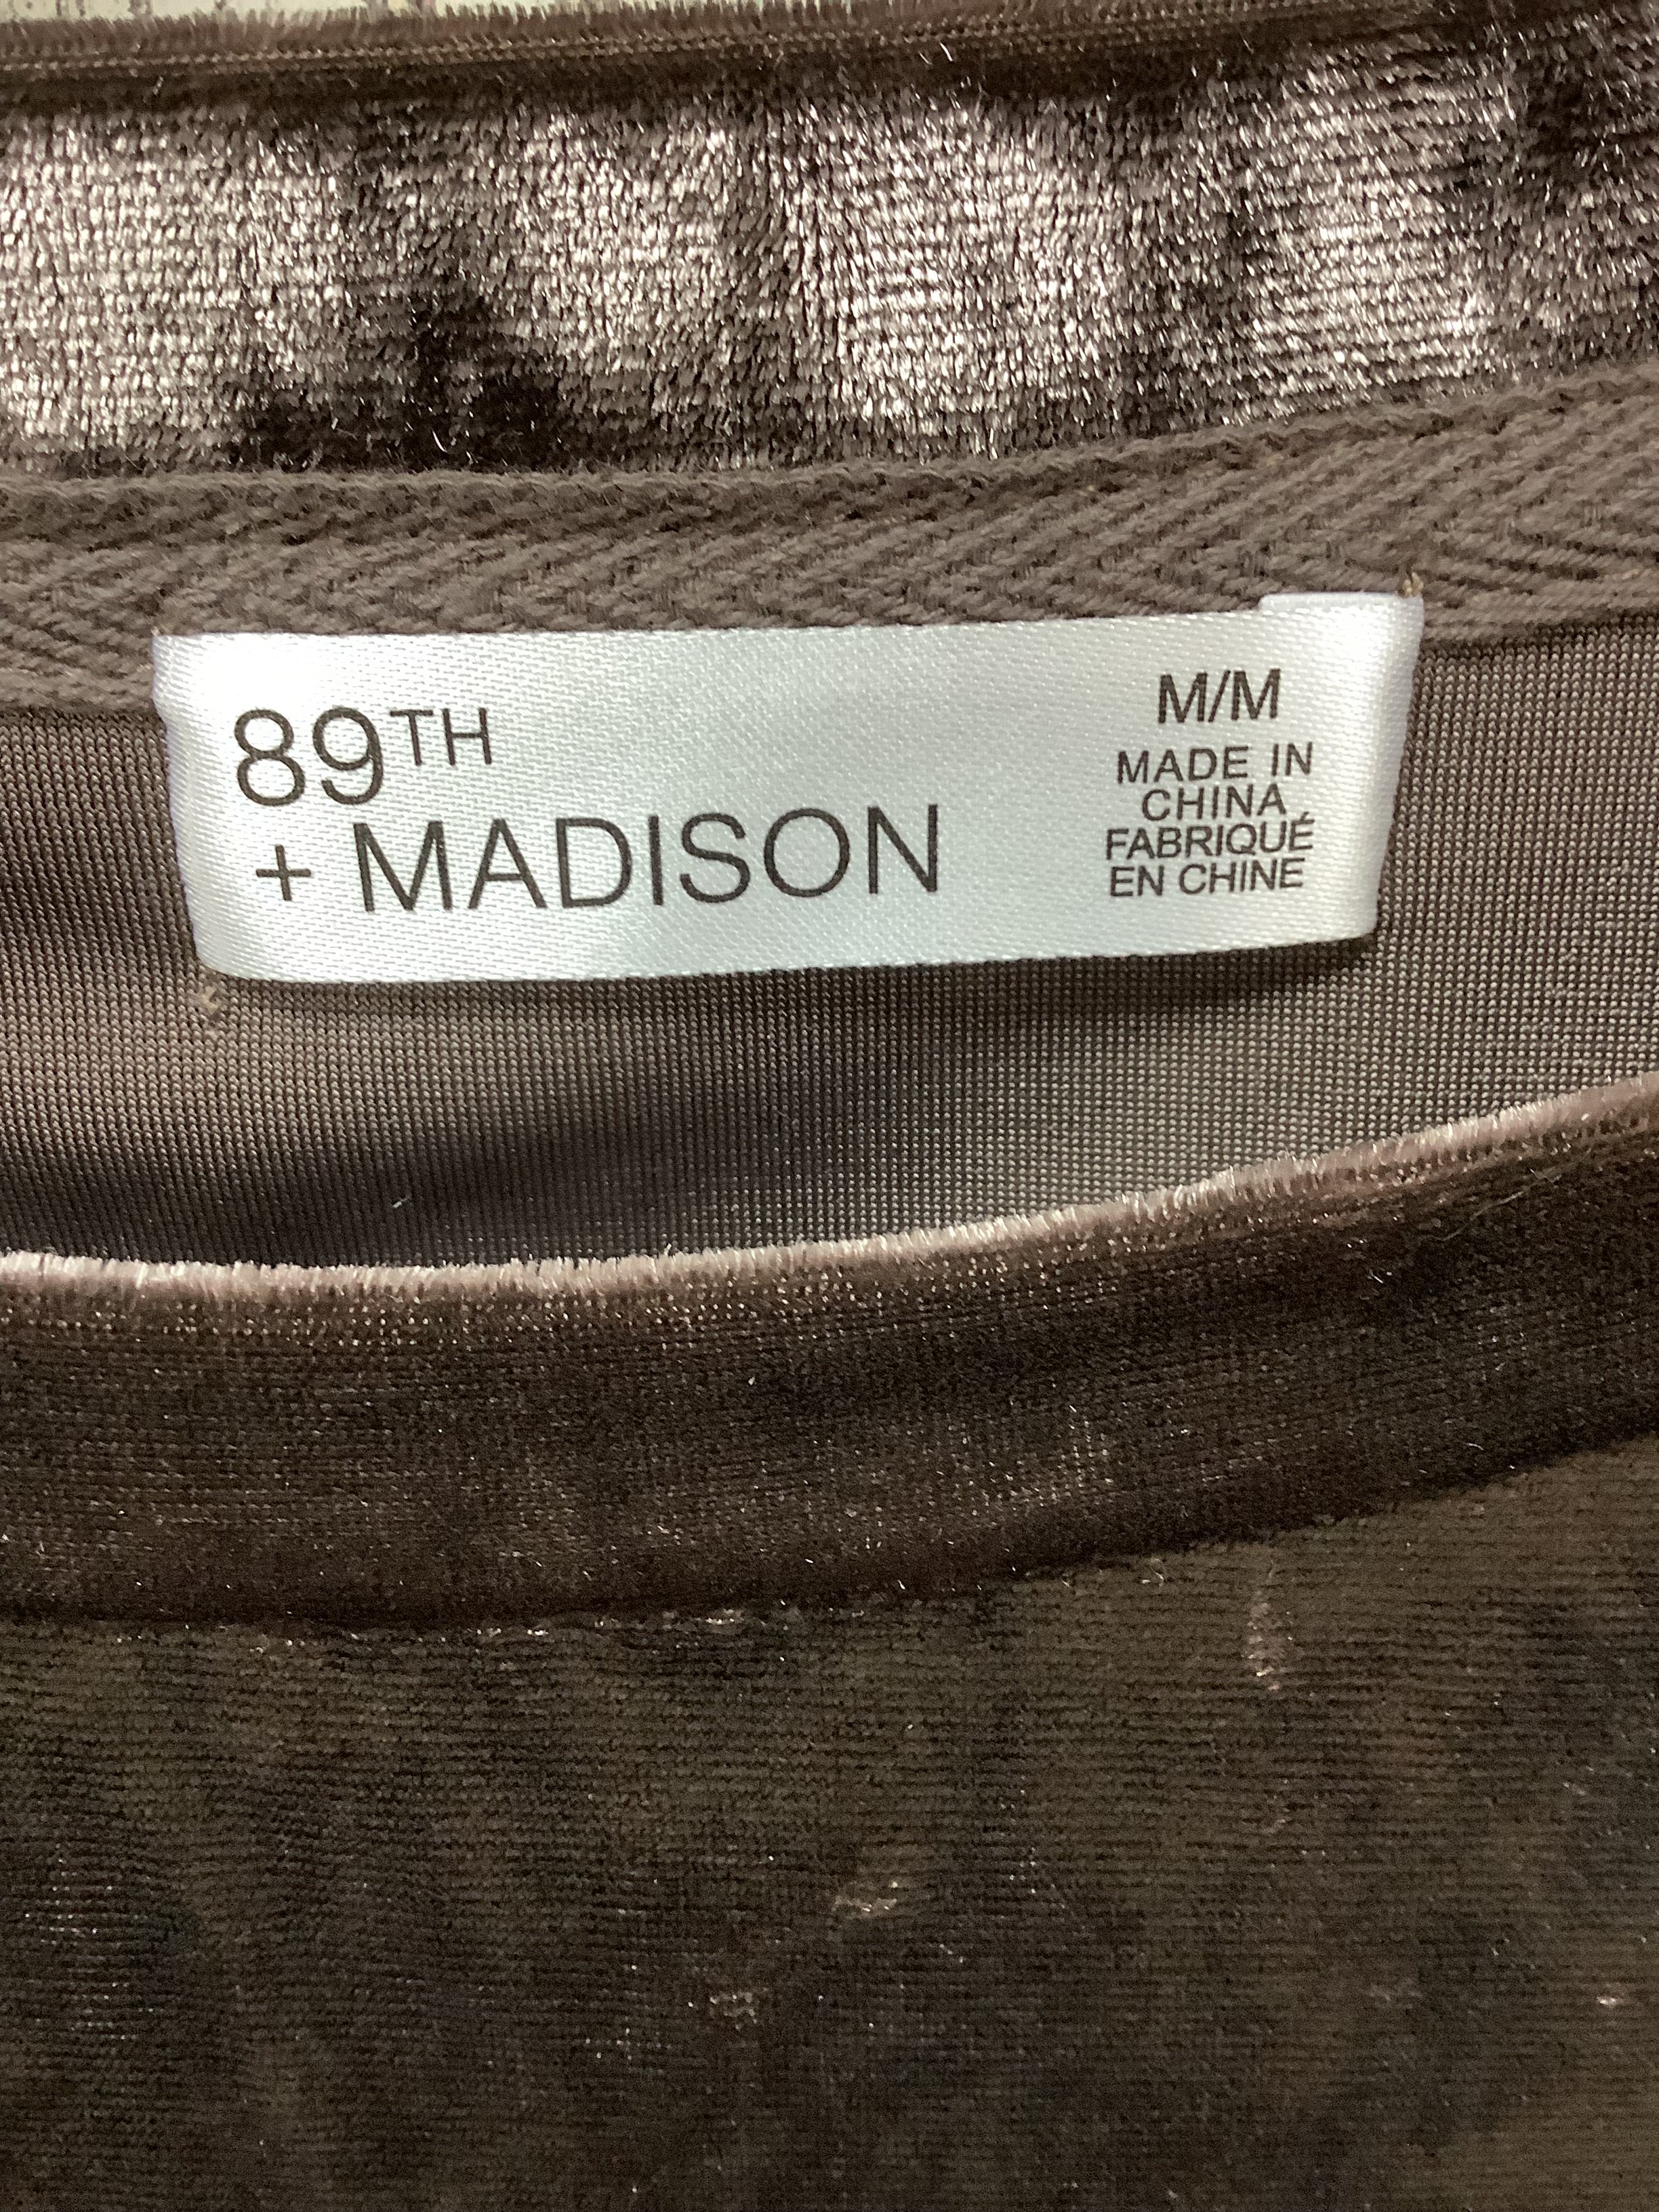 89TH
+ MADISON
M/M
MADE IN
CHINA
FABRIQUÉ
EN CHINE